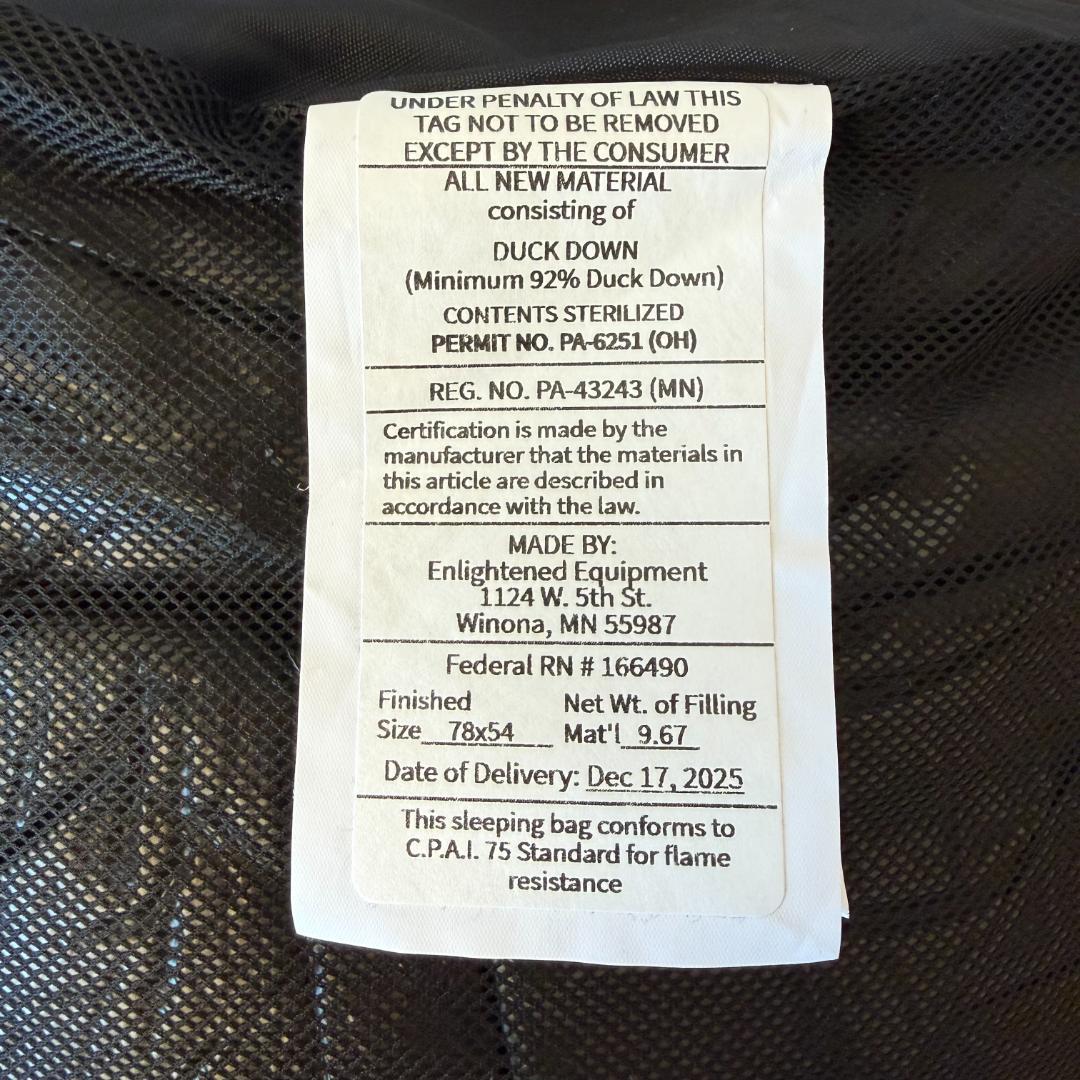 UNDER PENALTY OF LAW THIS
TAG NOT TO BE REMOVED
EXCEPT BY THE CONSUMER
ALL NEW MATERIAL
consisting of
DUCK DOWN
(Minimum 92% Duck Down)
CONTENTS STERILIZED
PERMIT NO. PA-6251 (OH)
REG. NO. PA-43243 (MN)
Certification is made by the
manufacturer that the materials in
this article are described in
accordance with the law.
MADE BY:
Enlightened Equipment
1124 W. 5th St.
Winona, MN 55987
Federal RN # 166490
Finished
Size 78x54
Net Wt. of Filling
Mat'l 9.67
Date of Delivery: Dec 17, 2025
This sleeping bag conforms to
C.P.A.I. 75 Standard for flame
resistance